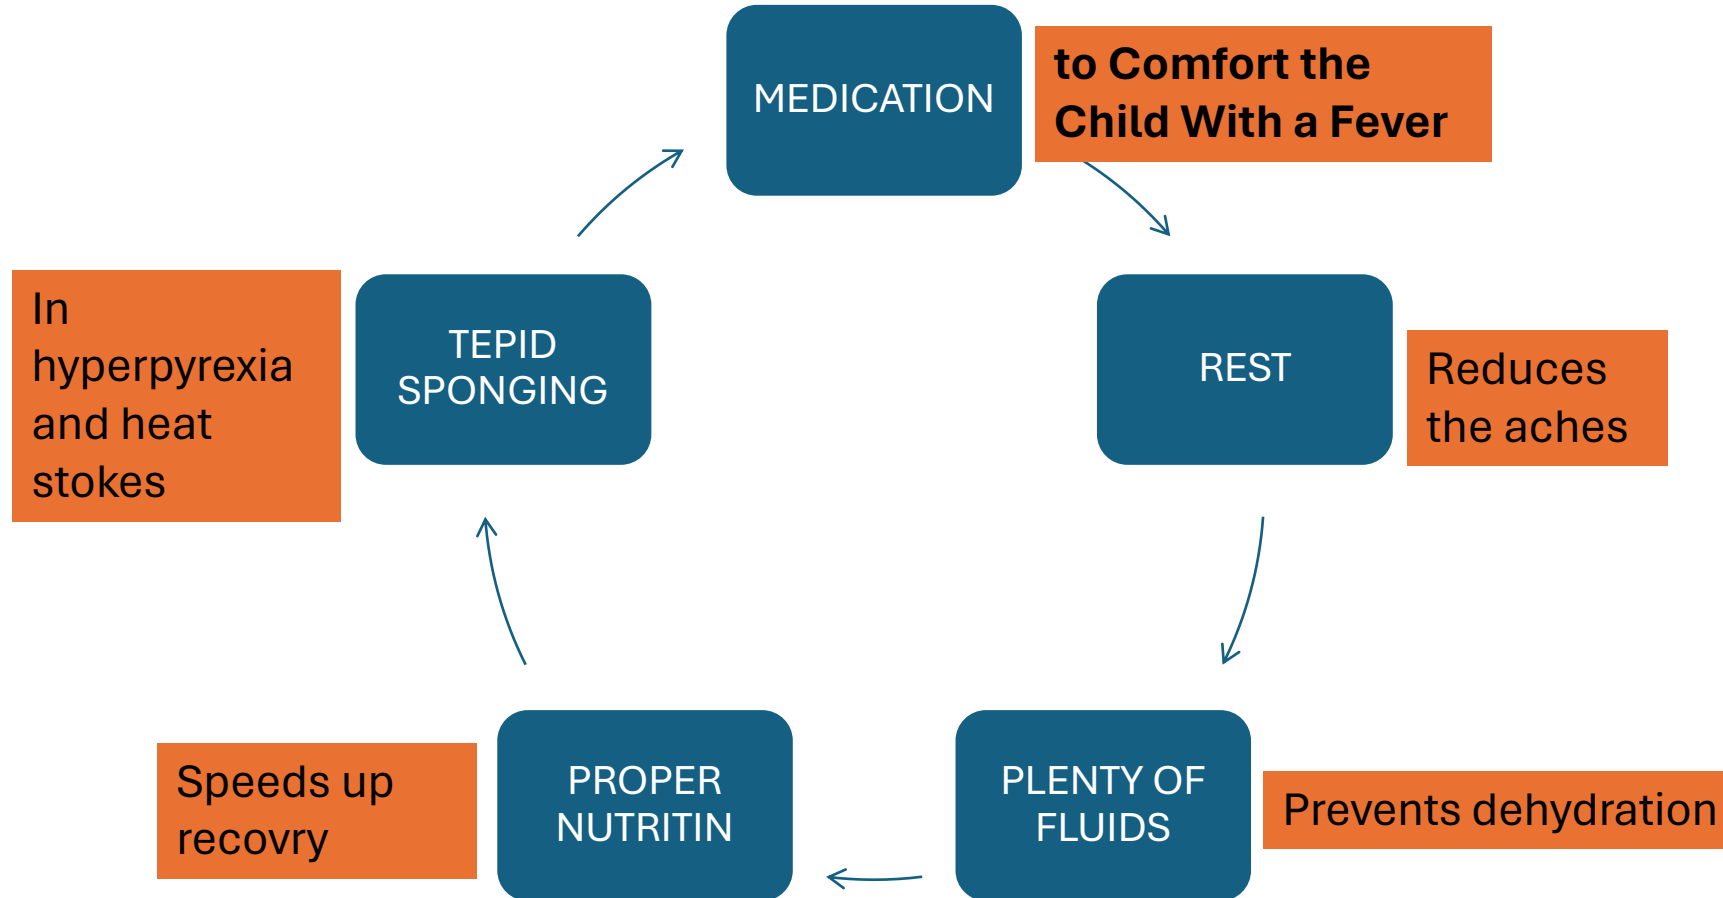 MEDICATION
to Comfort the
Child With a Fever
REST
Reduces
the aches
PLENTY OF
FLUIDS
Prevents dehydration
PROPER
NUTRITIN
Speeds up
recovry
TEPID
SPONGING
In
hyperpyrexia
and heat
stokes